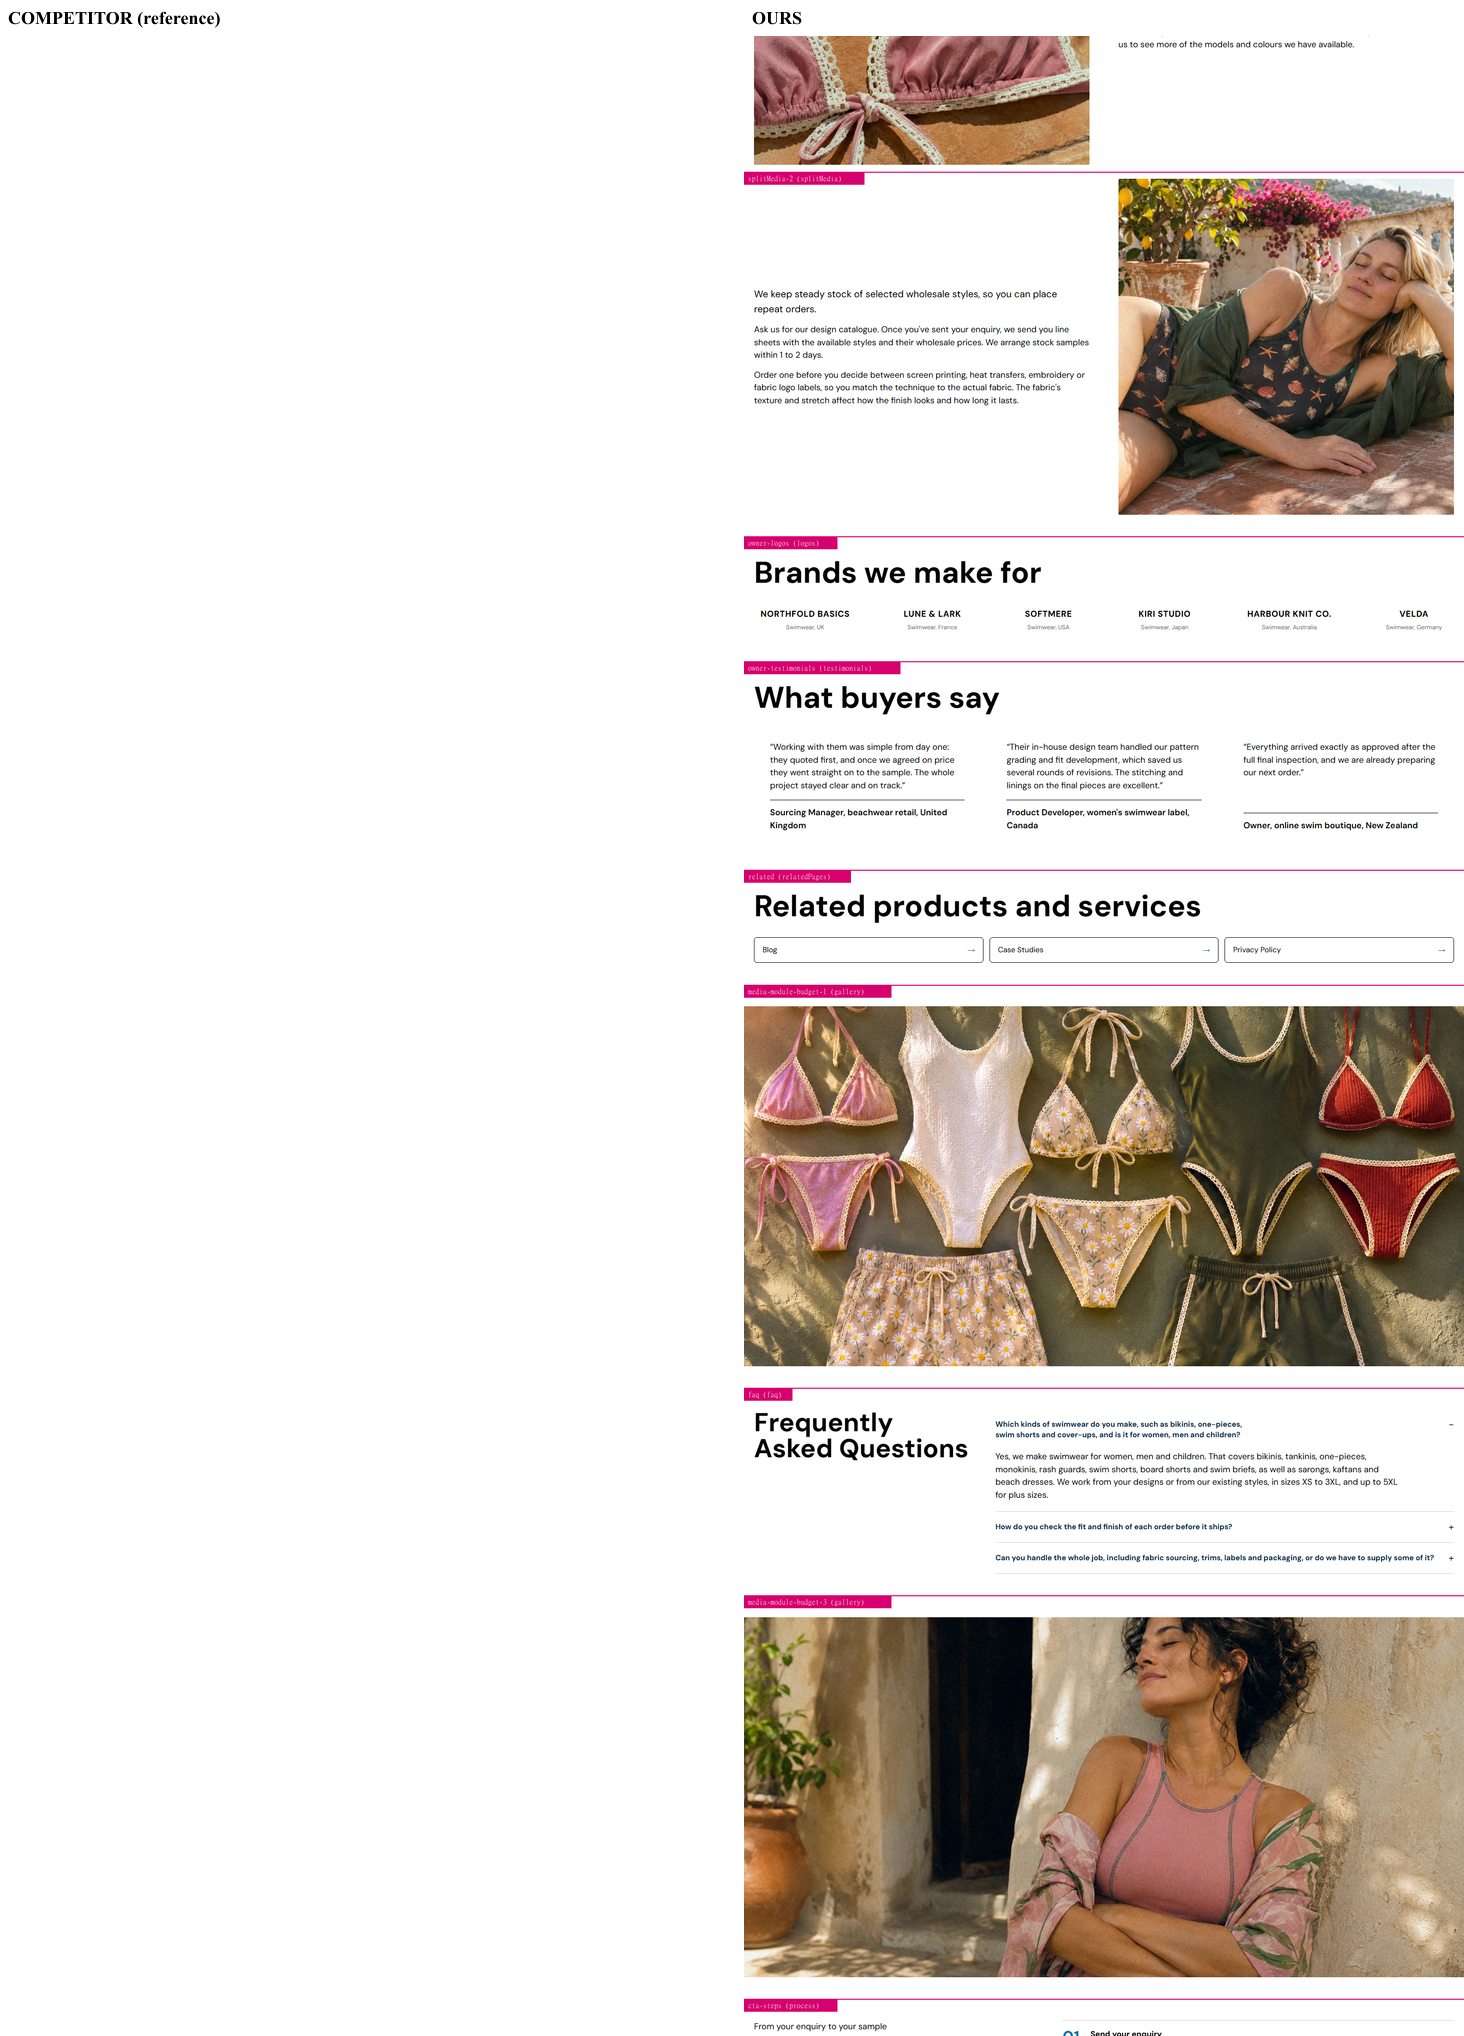 COMPETITOR (reference)
OURS
us to see more of the models and colours we have available.
splitMedia-2 (splitMedia)
We keep steady stock of selected wholesale styles, so you can place
repeat orders.
Ask us for our design catalogue. Once you've sent your enquiry, we send you line
sheets with the available styles and their wholesale prices. We arrange stock samples
within 1 to 2 days.
Order one before you decide between screen printing, heat transfers, embroidery or
fabric logo labels, so you match the technique to the actual fabric. The fabric's
texture and stretch affect how the finish looks and how long it lasts.
owner-logos (logos)
Brands we make for
NORTHFOLD BASICS
Swimwear, UK
LUNE & LARK
Swimwear, France
SOFTMERE
Swimwear, USA
KIRI STUDIO
Swimwear, Japan
HARBOUR KNIT CO.
Swimwear, Australia
VELDA
Swimwear, Germany
owner-testimonials (testimonials)
What buyers say
“Working with them was simple from day one:
they quoted first, and once we agreed on price
they went straight on to the sample. The whole
project stayed clear and on track.”
Sourcing Manager, beachwear retail, United
Kingdom
“Their in-house design team handled our pattern
grading and fit development, which saved us
several rounds of revisions. The stitching and
linings on the final pieces are excellent.”
Product Developer, women's swimwear label,
Canada
“Everything arrived exactly as approved after the
full final inspection, and we are already preparing
our next order.”
Owner, online swim boutique, New Zealand
related (relatedPages)
Related products and services
Blog →
Case Studies →
Privacy Policy →
media-module-budget-1 (gallery)
faq (faq)
Frequently
Asked Questions
Which kinds of swimwear do you make, such as bikinis, one-pieces,
swim shorts and cover-ups, and is it for women, men and children? −
Yes, we make swimwear for women, men and children. That covers bikinis, tankinis, one-pieces,
monokinis, rash guards, swim shorts, board shorts and swim briefs, as well as sarongs, kaftans and
beach dresses. We work from your designs or from our existing styles, in sizes XS to 3XL, and up to 5XL
for plus sizes.
How do you check the fit and finish of each order before it ships? +
Can you handle the whole job, including fabric sourcing, trims, labels and packaging, or do we have to supply some of it? +
media-module-budget-3 (gallery)
cta-steps (process)
From your enquiry to your sample
01 Send your enquiry